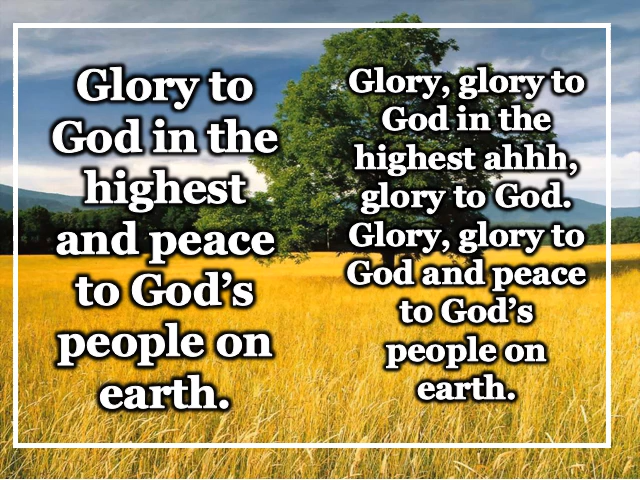 Glory to
God in the
highest
and peace
to God’s
people on
earth.
Glory, glory to
God in the
highest ahhh,
glory to God.
Glory, glory to
God and peace
to God’s
people on
earth.